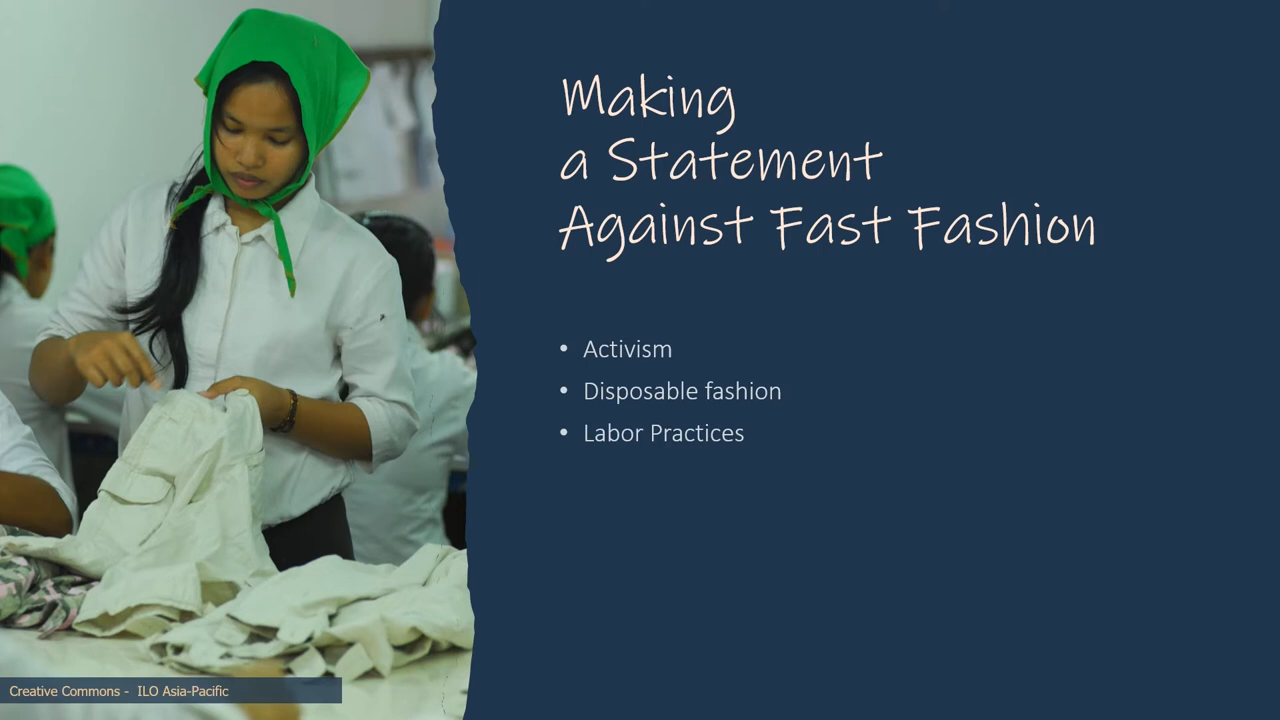 Making
a Statement
Against Fast Fashion
• Activism
• Disposable fashion
• Labor Practices
Creative Commons - ILO Asia-Pacific